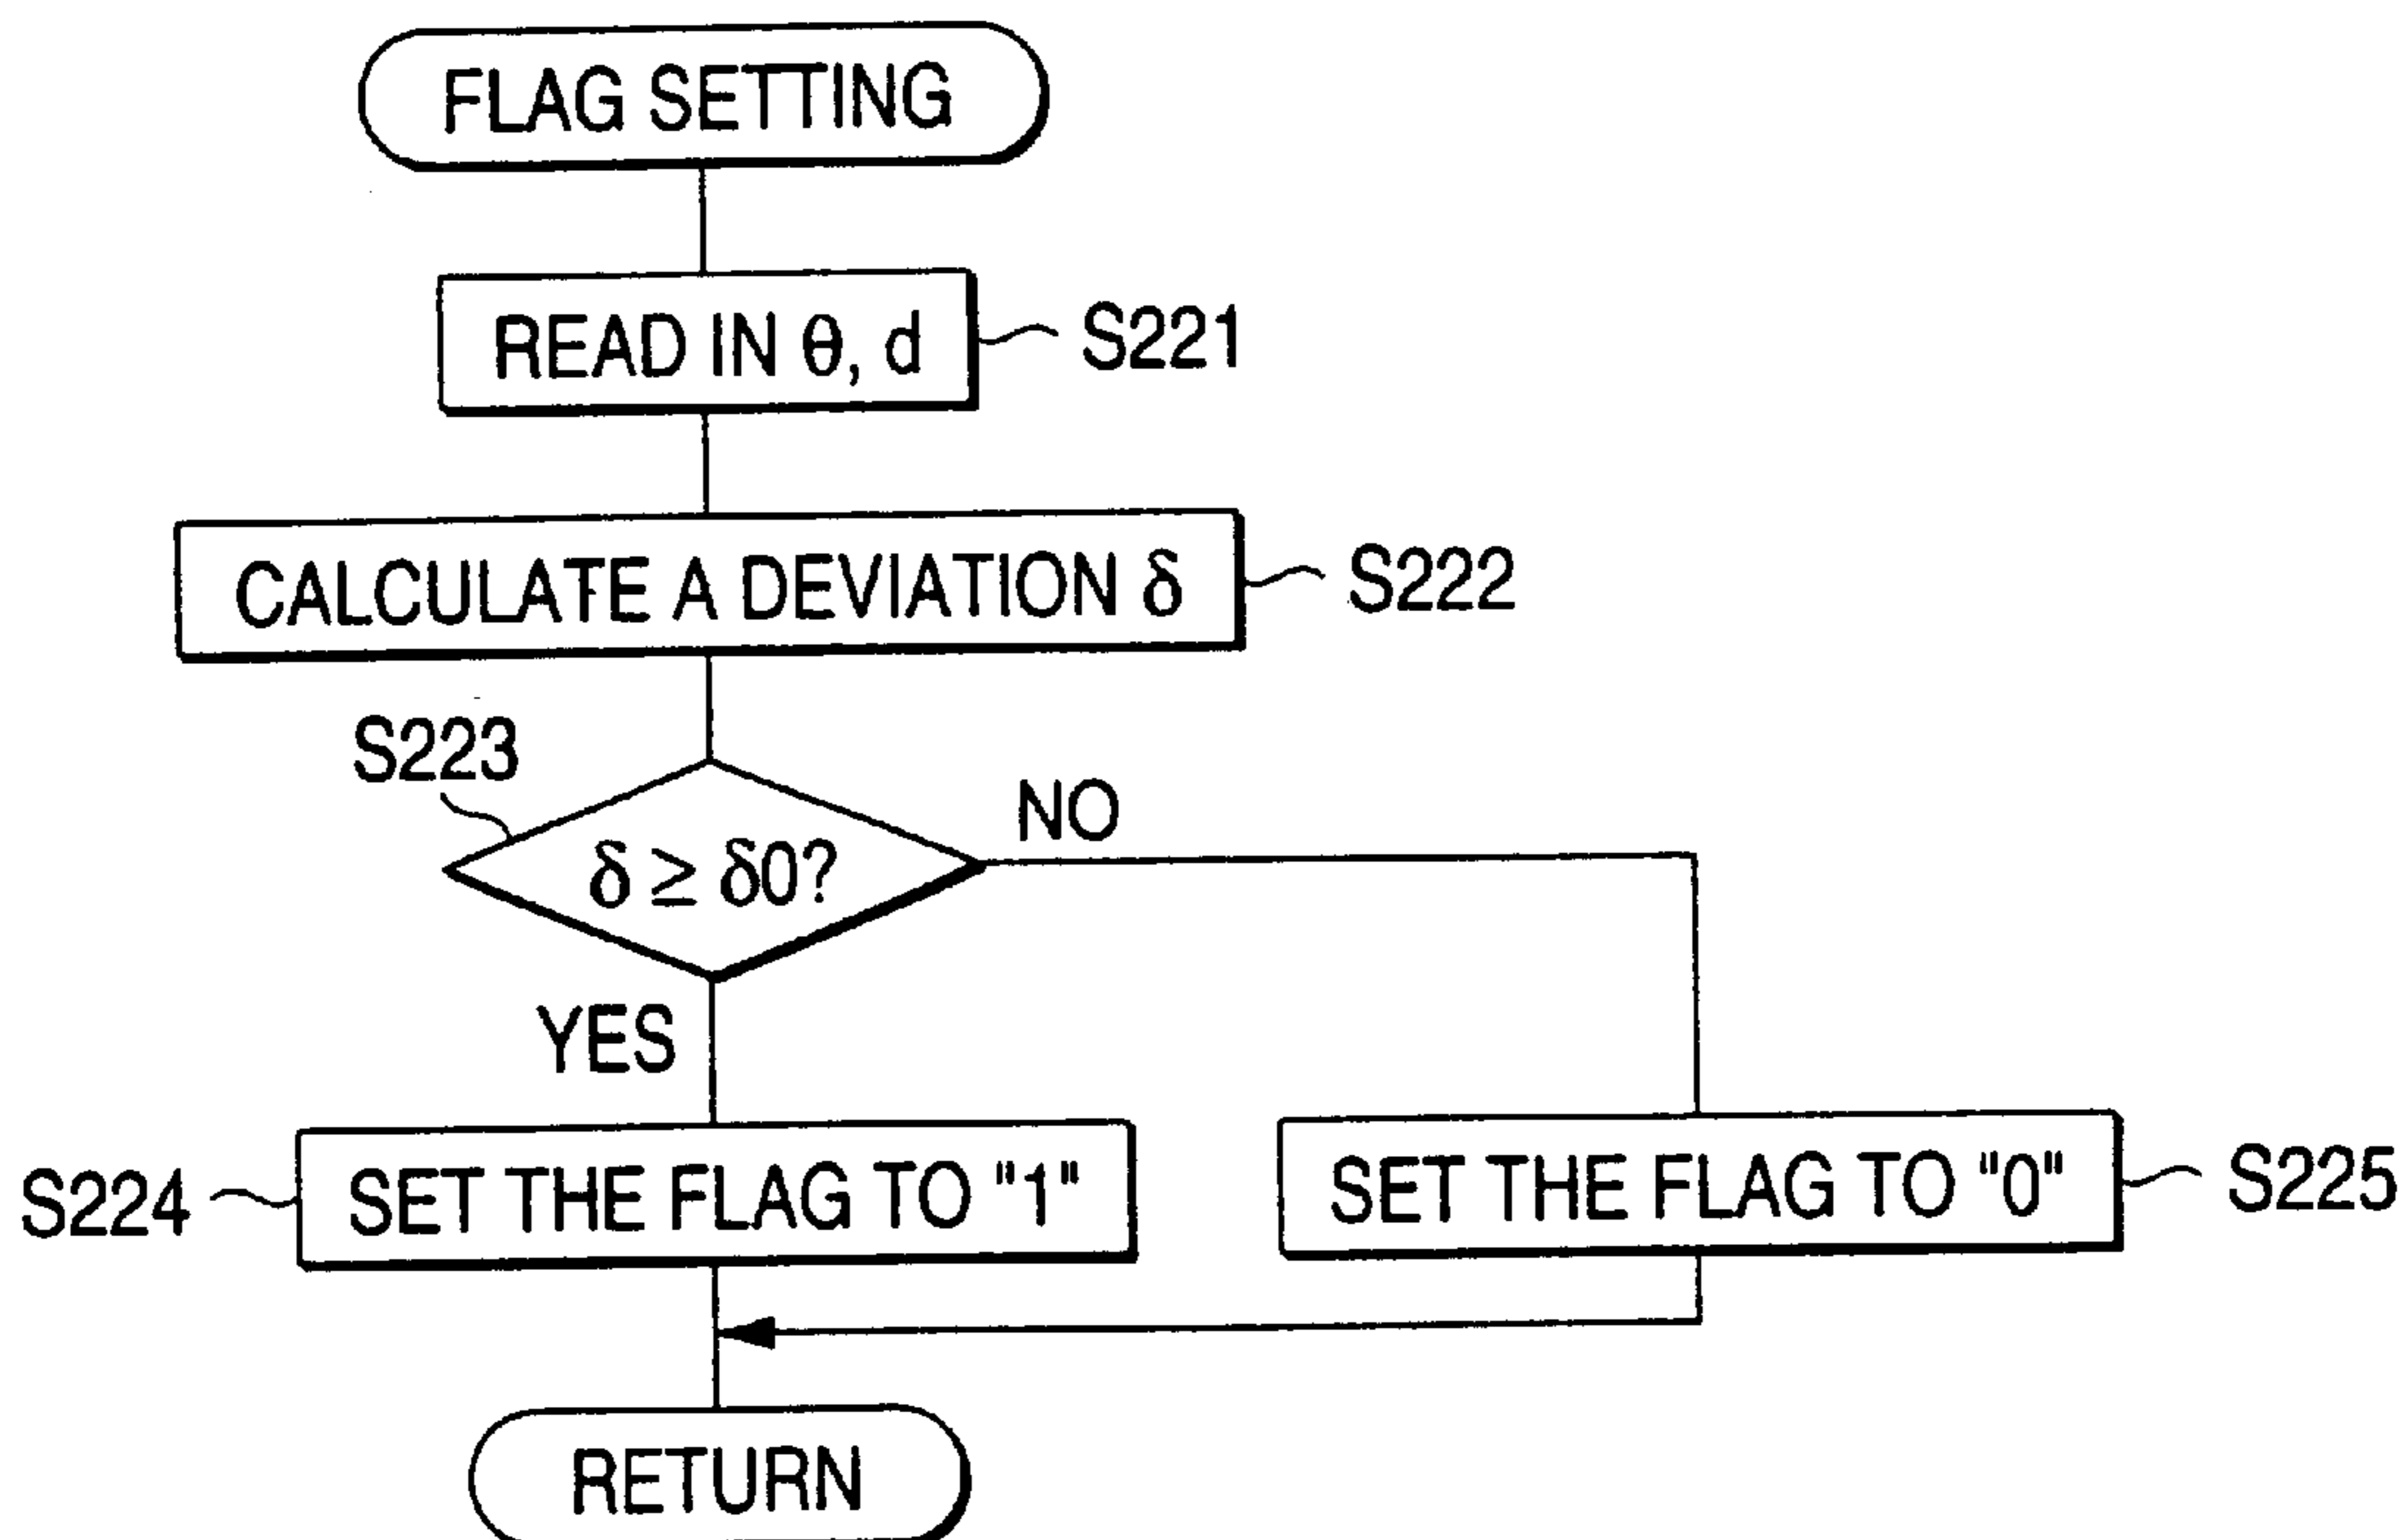 FLAG SETTING
READ IN θ, d
S221
CALCULATE A DEVIATION δ
S222
S223
δ ≥ δ0?
NO
YES
S224
SET THE FLAG TO "1"
SET THE FLAG TO "0"
S225
RETURN